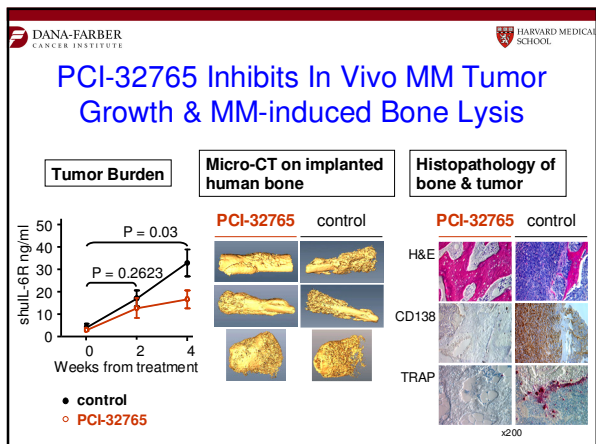 DANA-FARBER
CANCER INSTITUTE
HARVARD MEDICAL
SCHOOL
PCI-32765 Inhibits In Vivo MM Tumor
Growth & MM-induced Bone Lysis
Tumor Burden
Micro-CT on implanted
human bone
Histopathology of
bone & tumor
shuIL-6R ng/ml
50
40
30
20
10
0
P = 0.03
P = 0.2623
0 2 4
Weeks from treatment
control
PCI-32765
PCI-32765 control
PCI-32765 control
H&E
CD138
TRAP
x200